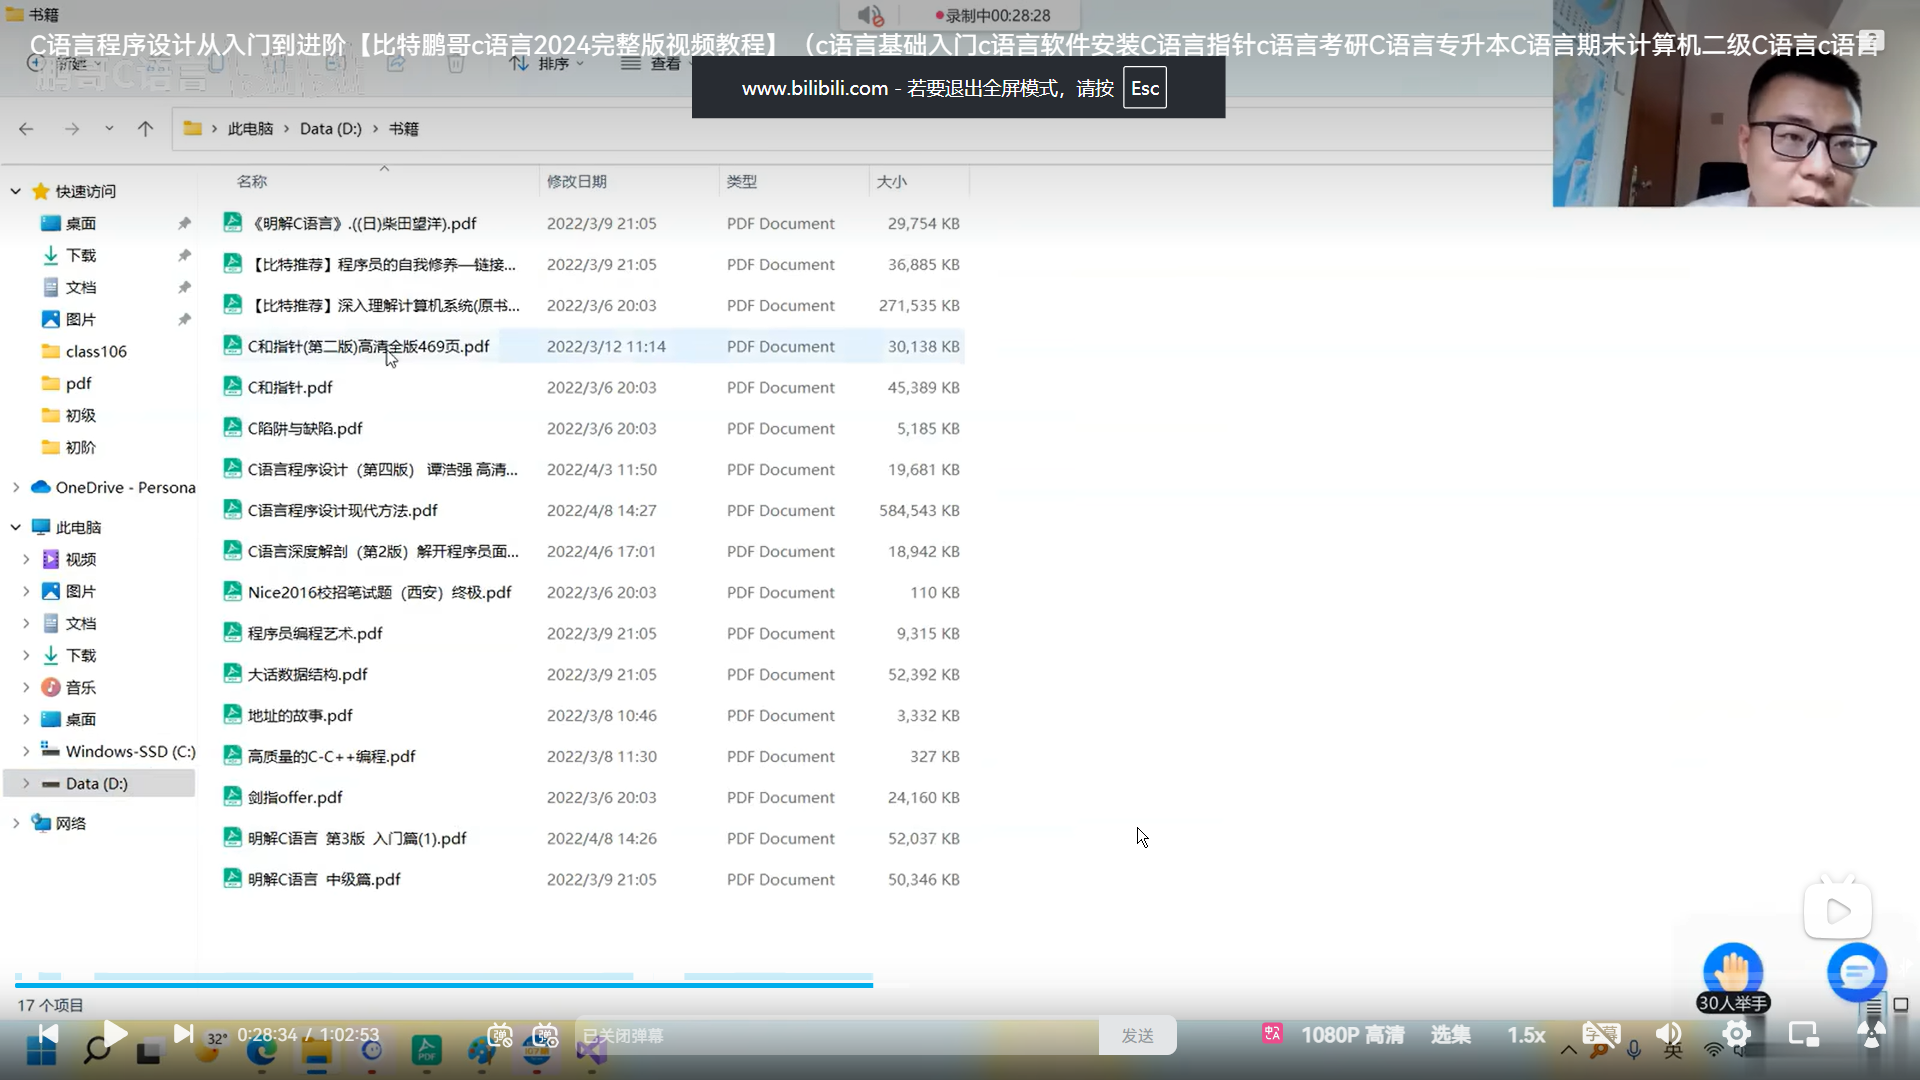 书籍
录制中00:28:28
C语言程序设计从入门到进阶【比特鹏哥c语言2024完整版视频教程】（c语言基础入门c语言软件安装C语言指针c语言考研C语言专升本C语言期末计算机二级C语言c语言
新建
排序
查看
鹏哥C语言
www.bilibili.com - 若要退出全屏模式，请按 Esc
此电脑 › Data (D:) › 书籍
名称 修改日期 类型 大小
快速访问
桌面
下载
文档
图片
class106
pdf
初级
初阶
OneDrive - Persona
此电脑
视频
图片
文档
下载
音乐
桌面
Windows-SSD (C:)
Data (D:)
网络
《明解C语言》.((日)柴田望洋).pdf 2022/3/9 21:05 PDF Document 29,754 KB
【比特推荐】程序员的自我修养—链接... 2022/3/9 21:05 PDF Document 36,885 KB
【比特推荐】深入理解计算机系统(原书... 2022/3/6 20:03 PDF Document 271,535 KB
C和指针(第二版)高清全版469页.pdf 2022/3/12 11:14 PDF Document 30,138 KB
C和指针.pdf 2022/3/6 20:03 PDF Document 45,389 KB
C陷阱与缺陷.pdf 2022/3/6 20:03 PDF Document 5,185 KB
C语言程序设计（第四版） 谭浩强 高清... 2022/4/3 11:50 PDF Document 19,681 KB
C语言程序设计现代方法.pdf 2022/4/8 14:27 PDF Document 584,543 KB
C语言深度解剖（第2版）解开程序员面... 2022/4/6 17:01 PDF Document 18,942 KB
Nice2016校招笔试题（西安）终极.pdf 2022/3/6 20:03 PDF Document 110 KB
程序员编程艺术.pdf 2022/3/9 21:05 PDF Document 9,315 KB
大话数据结构.pdf 2022/3/9 21:05 PDF Document 52,392 KB
地址的故事.pdf 2022/3/8 10:46 PDF Document 3,332 KB
高质量的C-C++编程.pdf 2022/3/8 11:30 PDF Document 327 KB
剑指offer.pdf 2022/3/6 20:03 PDF Document 24,160 KB
明解C语言 第3版 入门篇(1).pdf 2022/4/8 14:26 PDF Document 52,037 KB
明解C语言 中级篇.pdf 2022/3/9 21:05 PDF Document 50,346 KB
30人举手
17 个项目
32°
0:28:34 / 1:02:53
弹
弹
已关闭弹幕
发送
1080P 高清
选集
1.5x
字幕
英